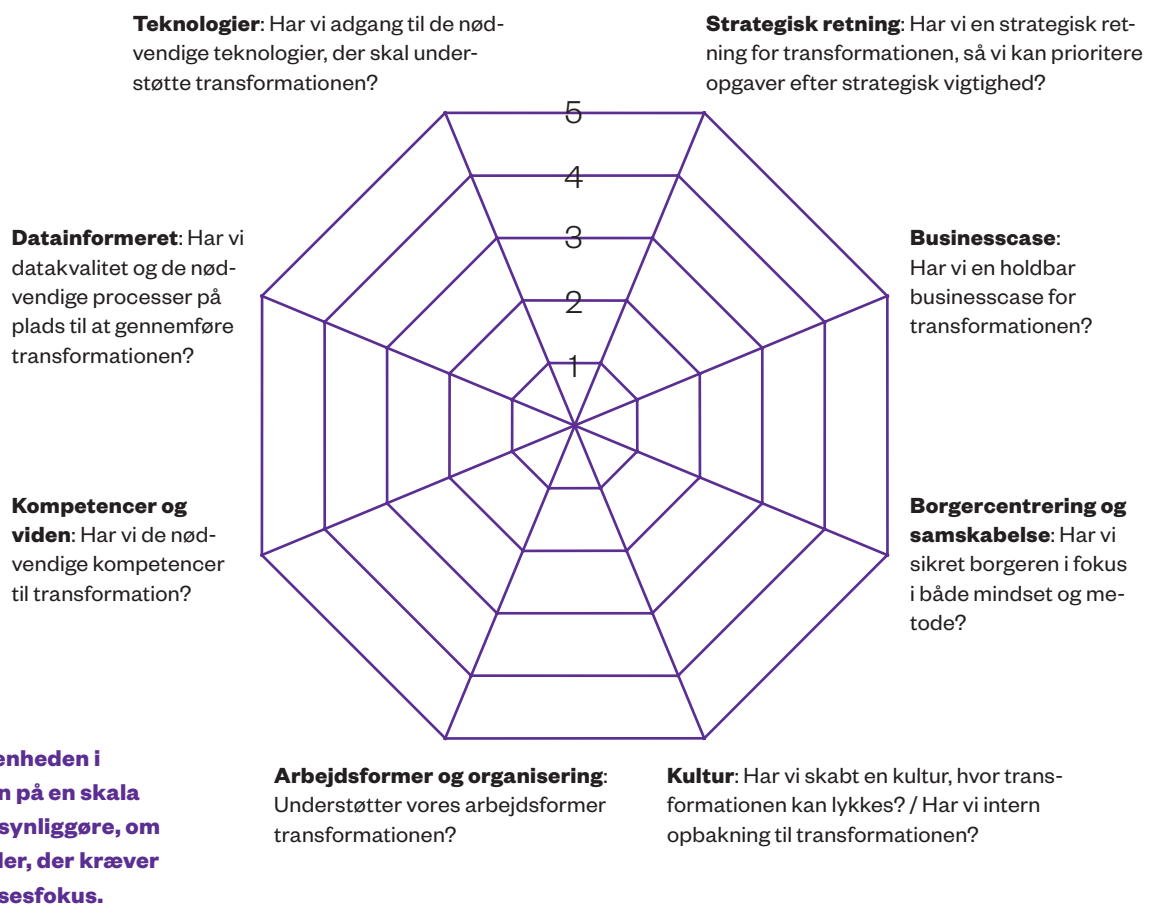 Teknologier: Har vi adgang til de nød-
vendige teknologier, der skal under-
støtte transformationen?
Strategisk retning: Har vi en strategisk ret-
ning for transformationen, så vi kan prioritere
opgaver efter strategisk vigtighed?
5
4
3
2
1
Datainformeret: Har vi
datakvalitet og de nød-
vendige processer på
plads til at gennemføre
transformationen?
Businesscase:
Har vi en holdbar
businesscase for
transformationen?
Kompetencer og
viden: Har vi de nød-
vendige kompetencer
til transformation?
Borgercentrering og
samskabelse: Har vi
sikret borgeren i fokus
i både mindset og me-
tode?
enheden i
n på en skala
synliggøre, om
ler, der kræver
sesfokus.
Arbejdsformer og organisering:
Understøtter vores arbejdsformer
transformationen?
Kultur: Har vi skabt en kultur, hvor trans-
formationen kan lykkes? / Har vi intern
opbakning til transformationen?